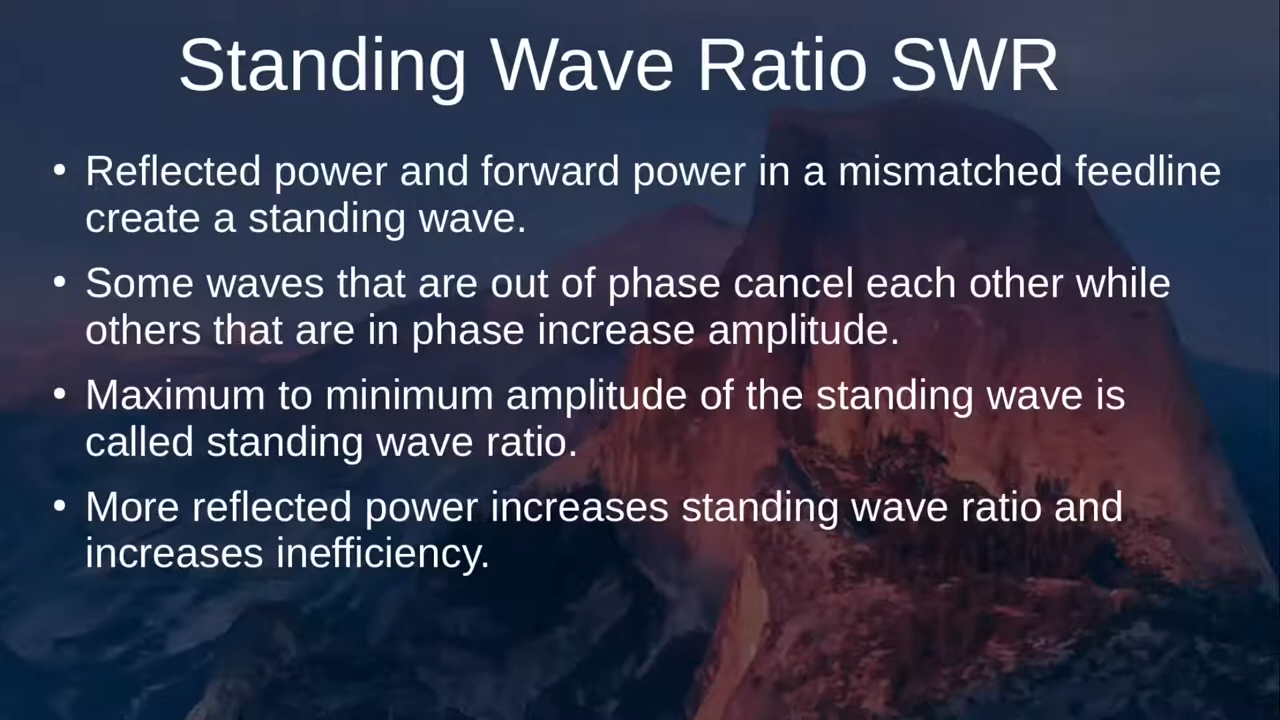 Standing Wave Ratio SWR
• Reflected power and forward power in a mismatched feedline
create a standing wave.
• Some waves that are out of phase cancel each other while
others that are in phase increase amplitude.
• Maximum to minimum amplitude of the standing wave is
called standing wave ratio.
• More reflected power increases standing wave ratio and
increases inefficiency.